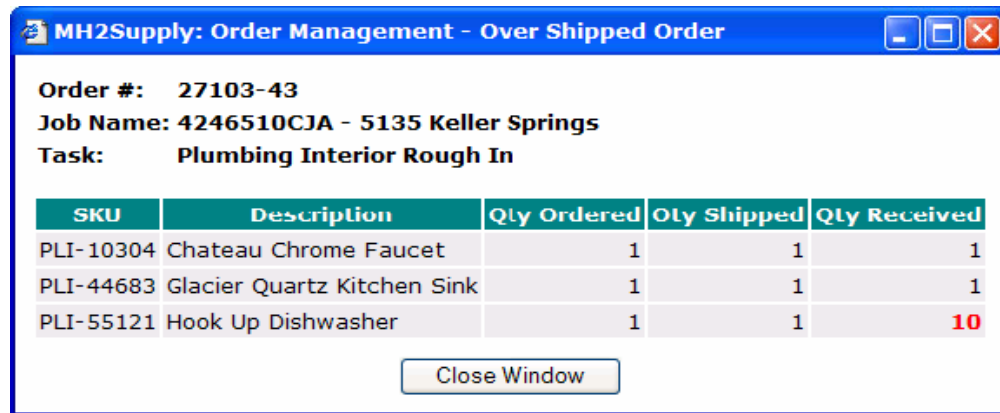 MH2Supply: Order Management - Over Shipped Order
Order #: 27103-43
Job Name: 4246510CJA - 5135 Keller Springs
Task: Plumbing Interior Rough In
SKU Description Qty Ordered Qty Shipped Qty Received
PLI-10304 Chateau Chrome Faucet 1 1 1
PLI-44683 Glacier Quartz Kitchen Sink 1 1 1
PLI-55121 Hook Up Dishwasher 1 1 10
Close Window